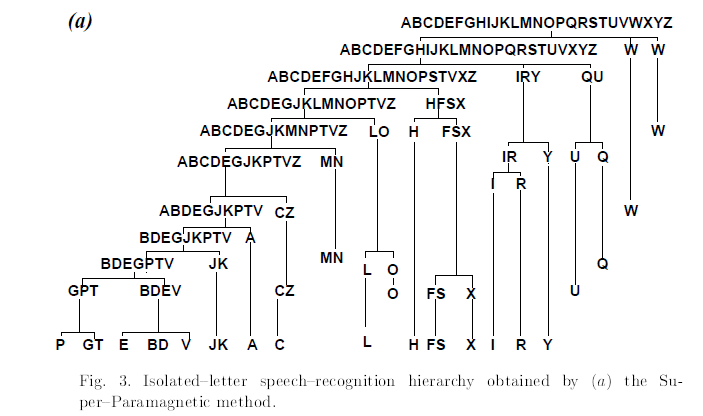 (a)
ABCDEFGHIJKLMNOPQRSTUVWXYZ
ABCDEFGHIJKLMNOPQRSTUVXYZ W W
ABCDEFGHJKLMNOPSTVXZ IRY QU
ABCDEGJKLMNOPTVZ HFSX
ABCDEGJKMNPTVZ LO H FSX W
ABCDEGJKPTVZ MN IR Y U Q
I R
ABDEGJKPTV CZ W
BDEGJKPTV A
MN
BDEGPTV JK L O Q
GPT BDEV CZ O FS X U
P GT E BD V JK A C L H FS X I R Y
Fig. 3. Isolated–letter speech–recognition hierarchy obtained by (a) the Su-
per–Paramagnetic method.